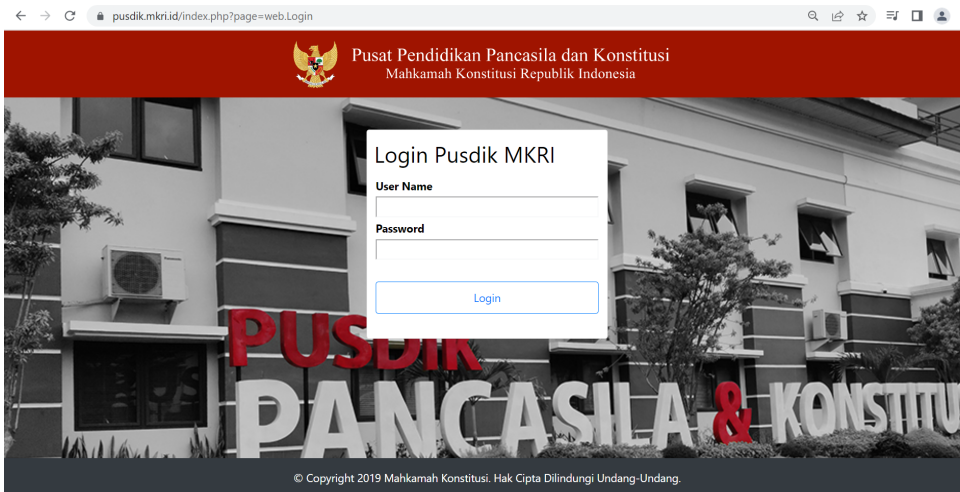 pusdik.mkri.id/index.php?page=web.Login
Pusat Pendidikan Pancasila dan Konstitusi
Mahkamah Konstitusi Republik Indonesia
Login Pusdik MKRI
User Name
Password
Login
PUSDIK
PANCASILA & KONSTITU
© Copyright 2019 Mahkamah Konstitusi. Hak Cipta Dilindungi Undang-Undang.